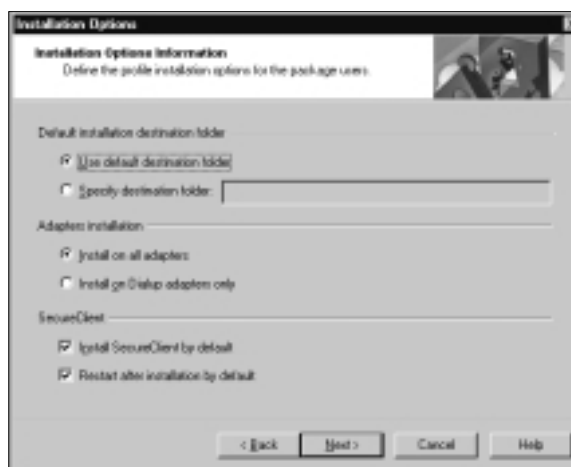 Installation Options
Installation Options Information
Define the profile installation options for the package users.
Default installation destination folder
Use default destination folder
Specify destination folder:
Adapters installation
Install on all adapters
Install on Dialup adapters only
SecureClient
Install SecureClient by default
Restart after installation by default
< Back Next > Cancel Help